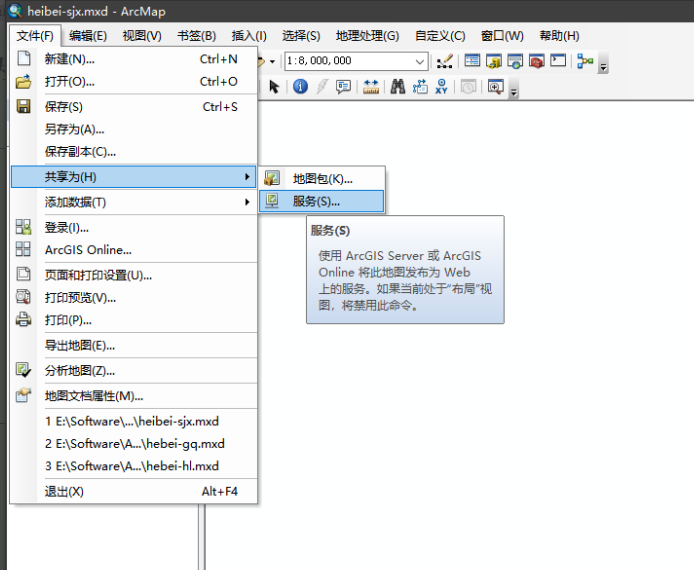 heibei-sjx.mxd - ArcMap
文件(F) 编辑(E) 视图(V) 书签(B) 插入(I) 选择(S) 地理处理(G) 自定义(C) 窗口(W) 帮助(H)
新建(N)... Ctrl+N
1:8,000,000
打开(O)... Ctrl+O
保存(S) Ctrl+S
另存为(A)...
保存副本(C)...
共享为(H)
地图包(K)...
添加数据(T)
服务(S)...
登录(I)...
服务(S)
ArcGIS Online...
使用 ArcGIS Server 或 ArcGIS
Online 将此地图发布为 Web
上的服务。如果当前处于“布局”视
图，将禁用此命令。
页面和打印设置(U)...
打印预览(V)...
打印(P)...
导出地图(E)...
分析地图(Z)...
地图文档属性(M)...
1 E:\Software\...\heibei-sjx.mxd
2 E:\Software\A...\hebei-gq.mxd
3 E:\Software\A...\hebei-hl.mxd
退出(X) Alt+F4